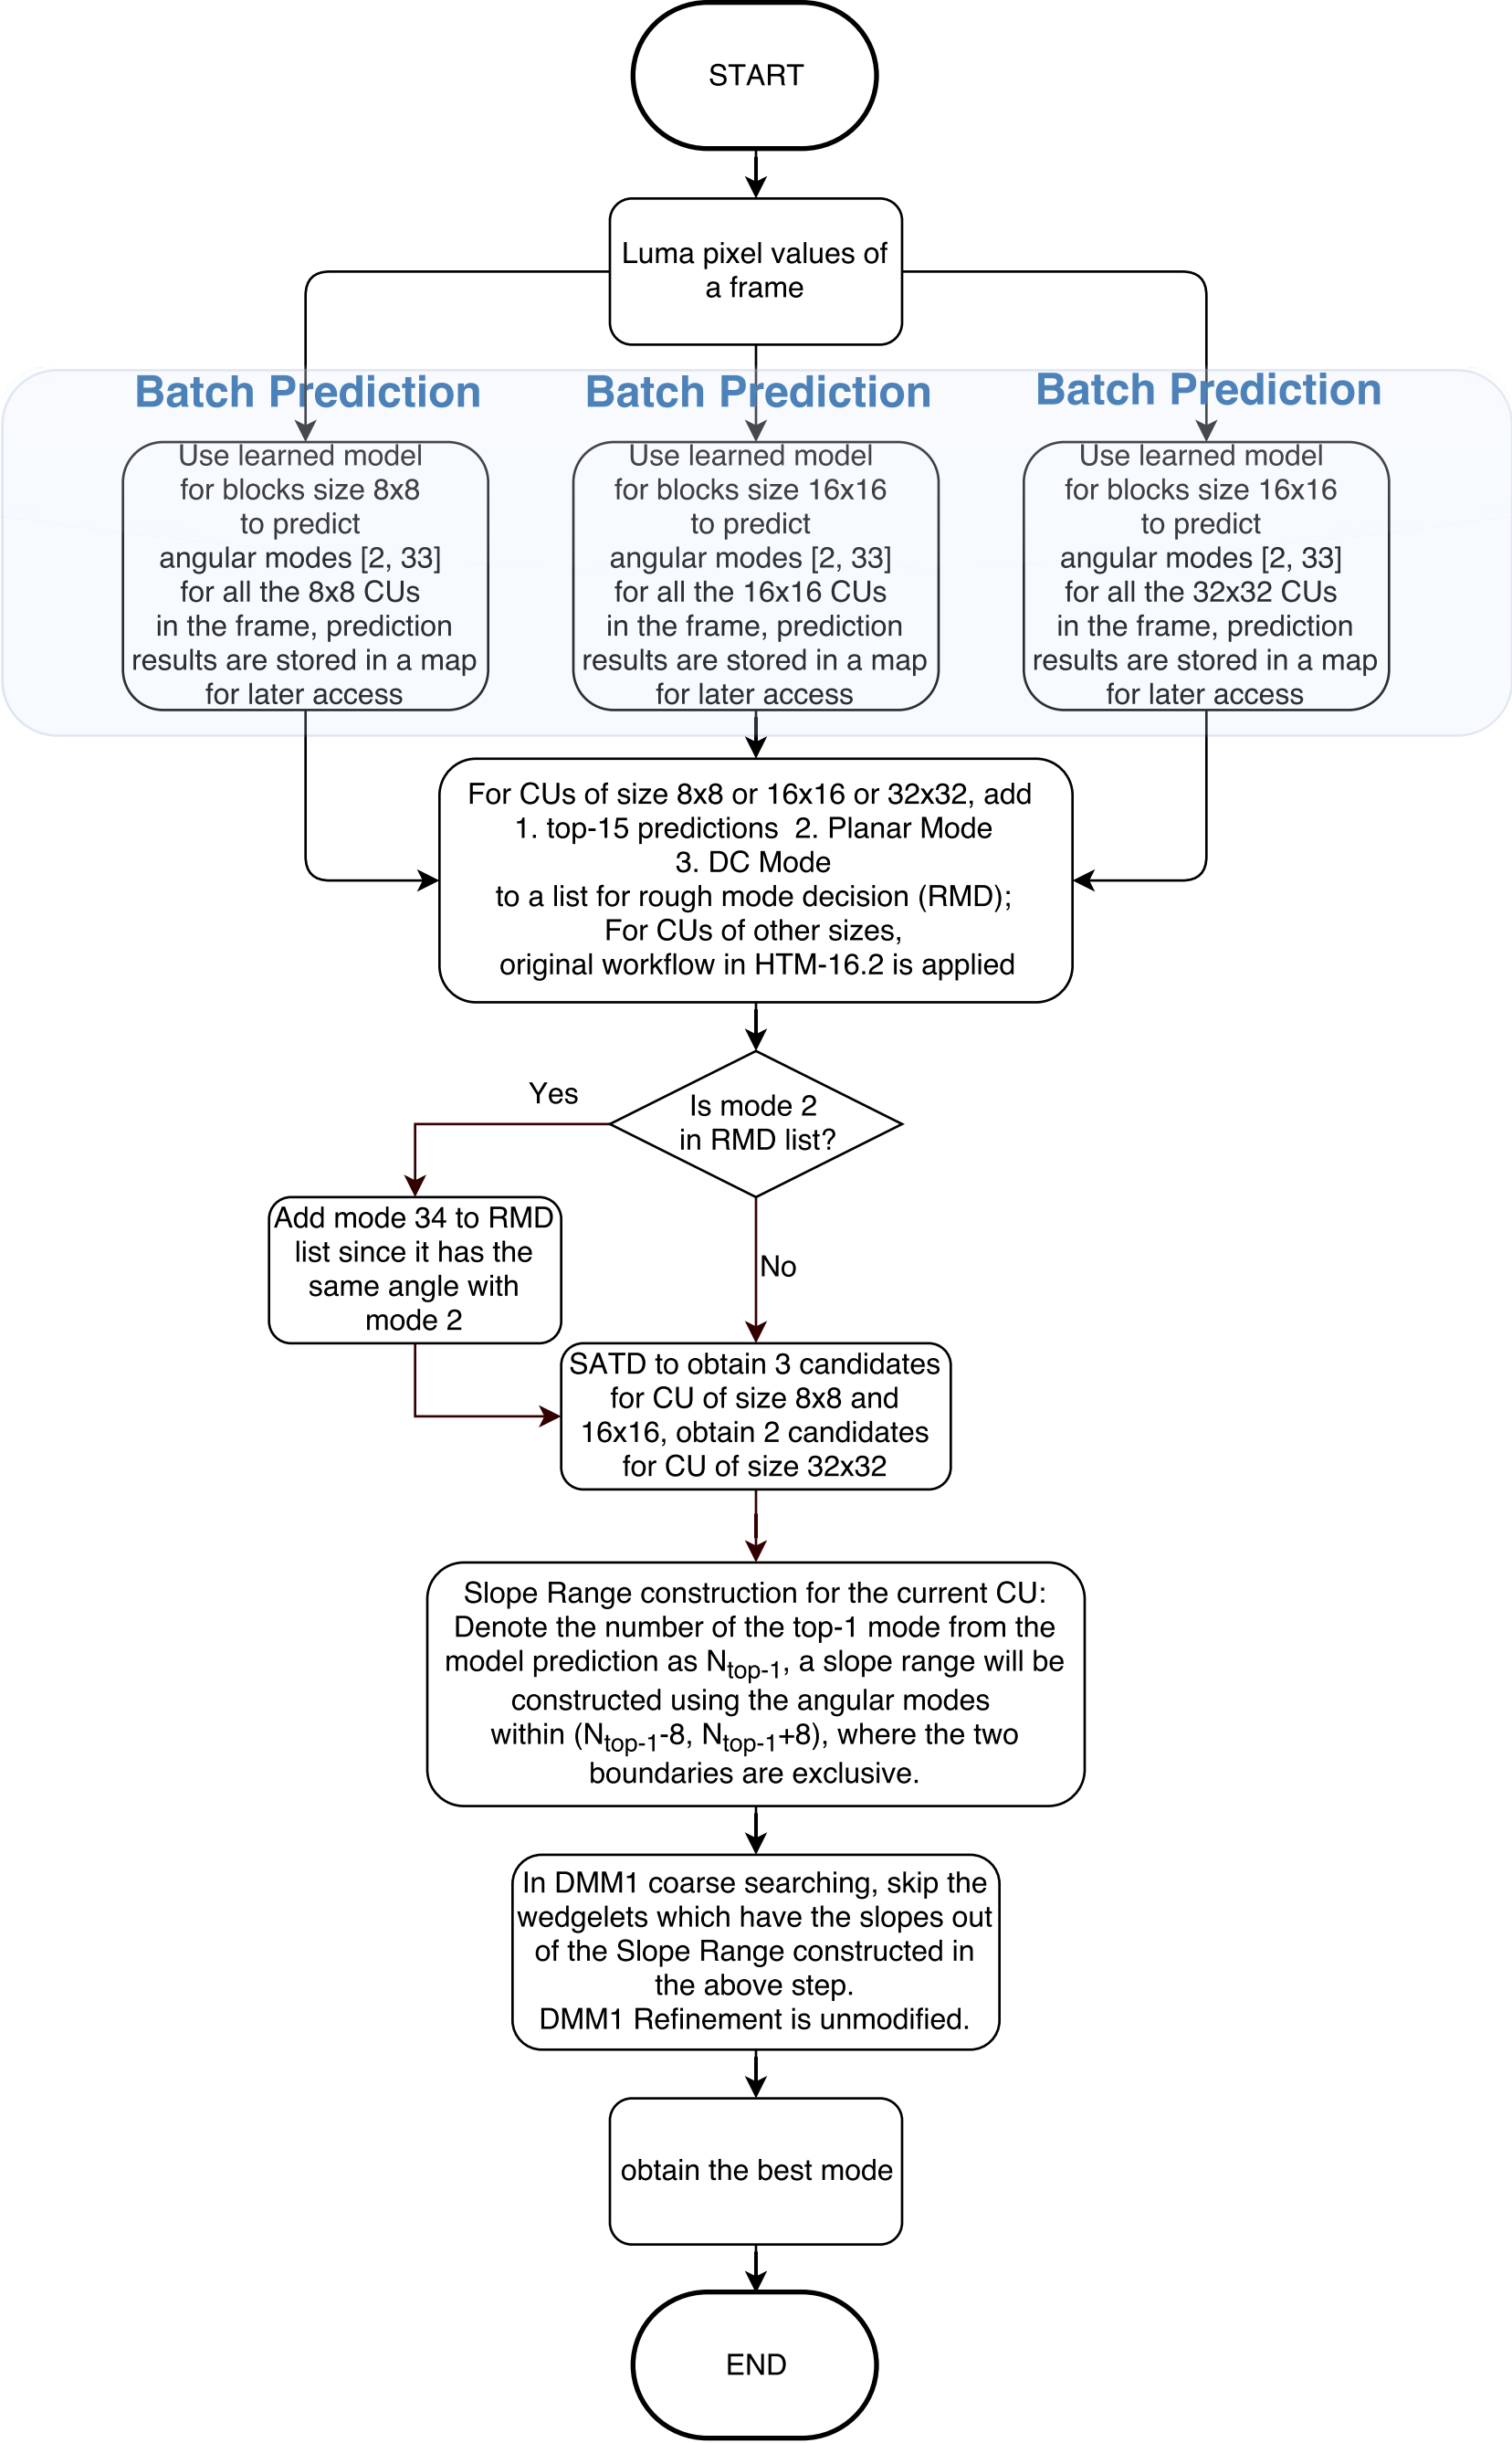 START
Luma pixel values of
a frame
Batch Prediction
Use learned model
for blocks size 8x8
to predict
angular modes [2, 33]
for all the 8x8 CUs
in the frame, prediction
results are stored in a map
for later access
Batch Prediction
Use learned model
for blocks size 16x16
to predict
angular modes [2, 33]
for all the 16x16 CUs
in the frame, prediction
results are stored in a map
for later access
Batch Prediction
Use learned model
for blocks size 16x16
to predict
angular modes [2, 33]
for all the 32x32 CUs
in the frame, prediction
results are stored in a map
for later access
For CUs of size 8x8 or 16x16 or 32x32, add
1. top-15 predictions 2. Planar Mode
3. DC Mode
to a list for rough mode decision (RMD);
For CUs of other sizes,
original workflow in HTM-16.2 is applied
Is mode 2
in RMD list?
Yes
Add mode 34 to RMD
list since it has the
same angle with
mode 2
No
SATD to obtain 3 candidates
for CU of size 8x8 and
16x16, obtain 2 candidates
for CU of size 32x32
Slope Range construction for the current CU:
Denote the number of the top-1 mode from the
model prediction as Ntop-1, a slope range will be
constructed using the angular modes
within (Ntop-1-8, Ntop-1+8), where the two
boundaries are exclusive.
In DMM1 coarse searching, skip the
wedgelets which have the slopes out
of the Slope Range constructed in
the above step.
DMM1 Refinement is unmodified.
obtain the best mode
END